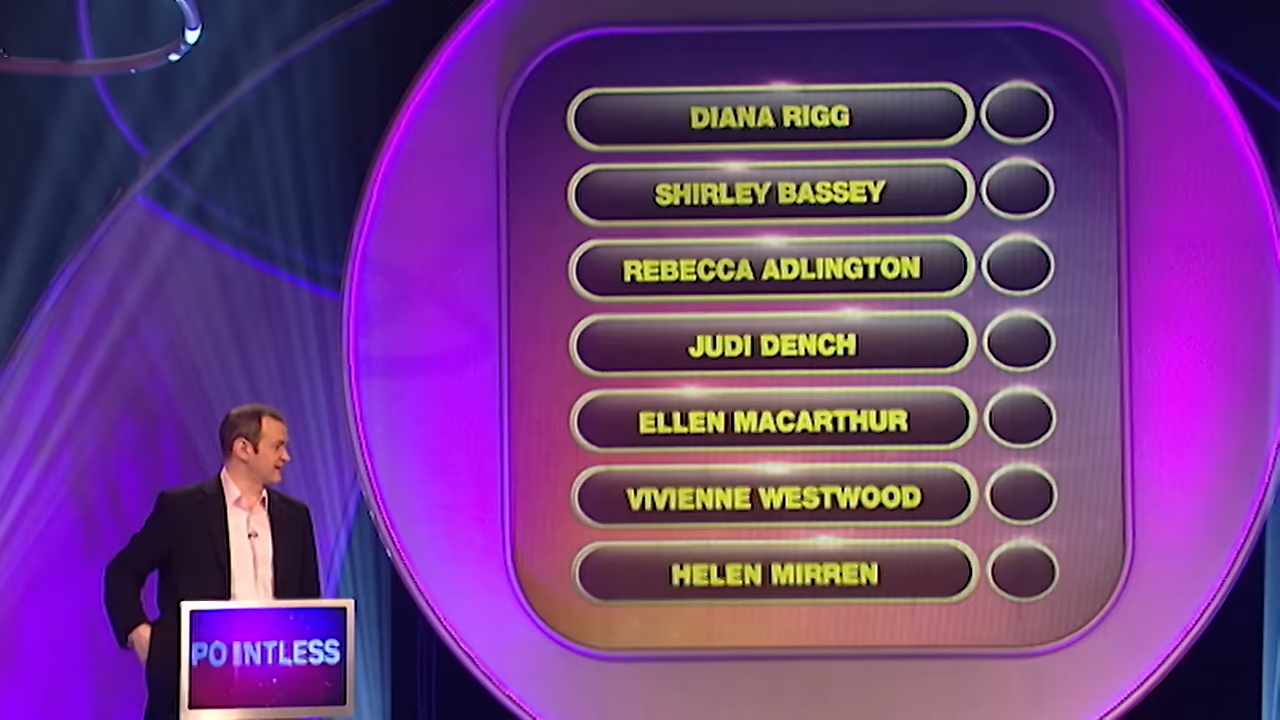 DIANA RIGG
SHIRLEY BASSEY
REBECCA ADLINGTON
JUDI DENCH
ELLEN MACARTHUR
VIVIENNE WESTWOOD
HELEN MIRREN
POINTLESS